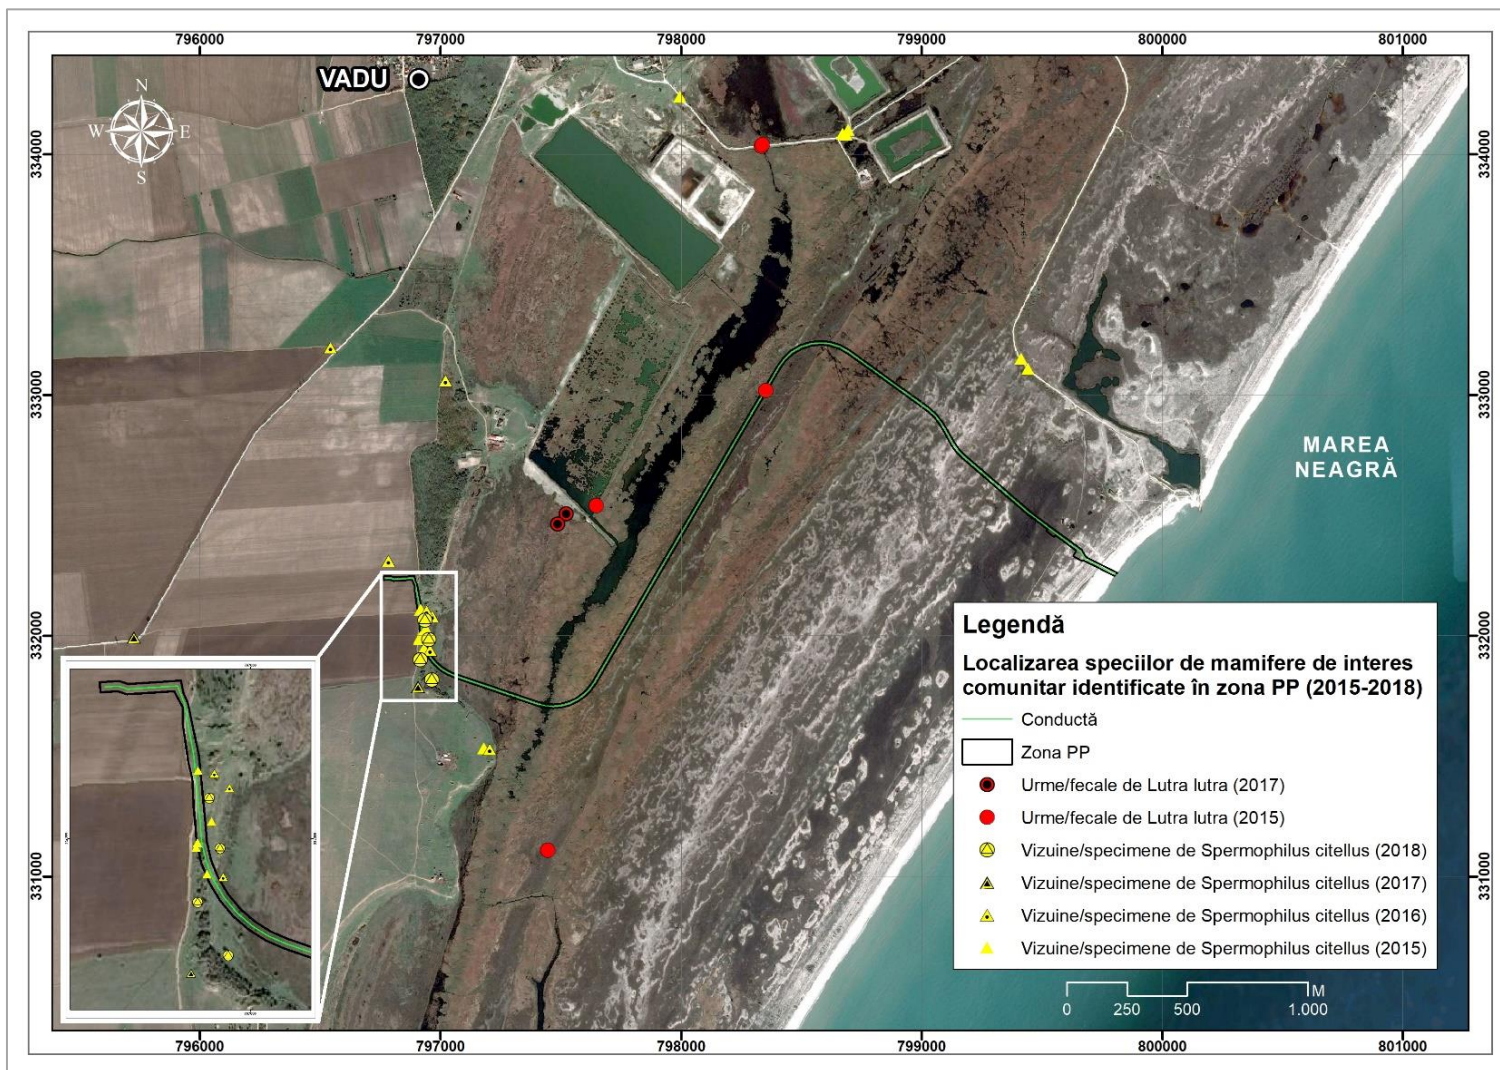 796000 797000 798000 799000 800000 801000
VADU
N
W E
S
334000 334000
333000 333000
MAREA
NEAGRĂ
332000 332000
331000 331000
Legendă
Localizarea speciilor de mamifere de interes
comunitar identificate în zona PP (2015-2018)
Conductă
Zona PP
Urme/fecale de Lutra lutra (2017)
Urme/fecale de Lutra lutra (2015)
Vizuine/specimene de Spermophilus citellus (2018)
Vizuine/specimene de Spermophilus citellus (2017)
Vizuine/specimene de Spermophilus citellus (2016)
Vizuine/specimene de Spermophilus citellus (2015)
M
0 250 500 1.000
796000 797000 798000 799000 800000 801000